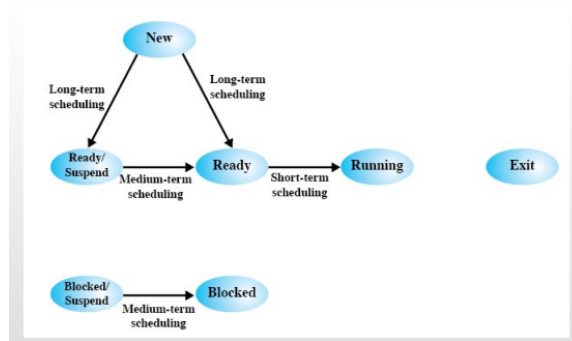 New
Long-term
scheduling
Long-term
scheduling
Ready/
Suspend
Medium-term
scheduling
Ready
Short-term
scheduling
Running
Exit
Blocked/
Suspend
Medium-term
scheduling
Blocked